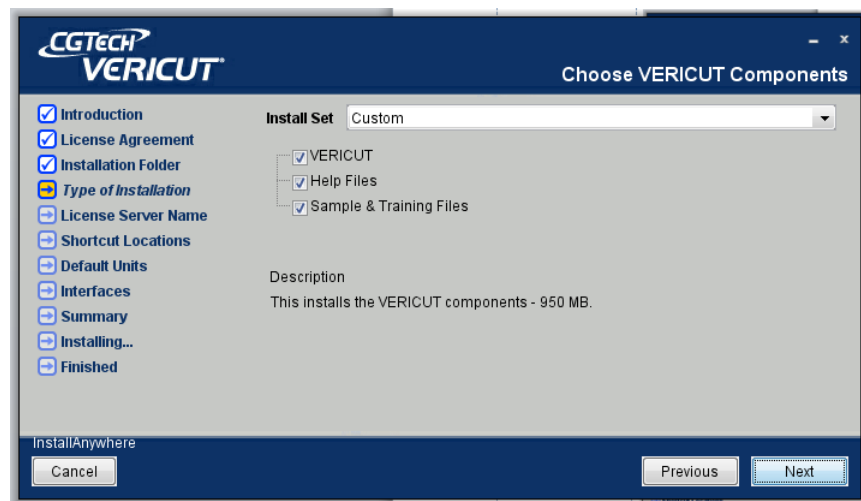 CGTECH
VERICUT
Choose VERICUT Components
Introduction
License Agreement
Installation Folder
Type of Installation
License Server Name
Shortcut Locations
Default Units
Interfaces
Summary
Installing...
Finished
Install Set Custom
VERICUT
Help Files
Sample & Training Files
Description
This installs the VERICUT components - 950 MB.
InstallAnywhere
Cancel
Previous
Next